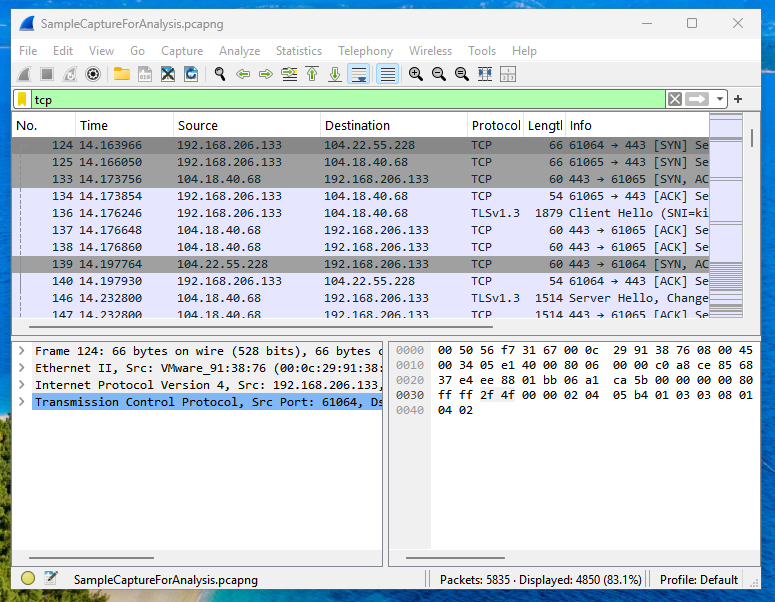 SampleCaptureForAnalysis.pcapng
File Edit View Go Capture Analyze Statistics Telephony Wireless Tools Help
tcp
No. Time Source Destination Protocol Lengtl Info
124 14.163966 192.168.206.133 104.22.55.228 TCP 66 61064 → 443 [SYN] Se
125 14.166050 192.168.206.133 104.18.40.68 TCP 66 61065 → 443 [SYN] Se
133 14.173756 104.18.40.68 192.168.206.133 TCP 60 443 → 61065 [SYN, AC
134 14.173854 192.168.206.133 104.18.40.68 TCP 54 61065 → 443 [ACK] Se
136 14.176246 192.168.206.133 104.18.40.68 TLSv1.3 1879 Client Hello (SNI=ki
137 14.176648 104.18.40.68 192.168.206.133 TCP 60 443 → 61065 [ACK] Se
138 14.176860 104.18.40.68 192.168.206.133 TCP 60 443 → 61065 [ACK] Se
139 14.197764 104.22.55.228 192.168.206.133 TCP 60 443 → 61064 [SYN, AC
140 14.197930 192.168.206.133 104.22.55.228 TCP 54 61064 → 443 [ACK] Se
146 14.232800 104.18.40.68 192.168.206.133 TLSv1.3 1514 Server Hello, Change
147 14.232800 104.18.40.68 192.168.206.133 TCP 1514 443 → 61065 [ACK] Se
Frame 124: 66 bytes on wire (528 bits), 66 bytes c
Ethernet II, Src: VMware_91:38:76 (00:0c:29:91:38:
Internet Protocol Version 4, Src: 192.168.206.133,
Transmission Control Protocol, Src Port: 61064, Ds
0000 00 50 56 f7 31 67 00 0c 29 91 38 76 08 00 45
0010 00 34 05 e1 40 00 80 06 00 00 c0 a8 ce 85 68
0020 37 e4 ee 88 01 bb 06 a1 ca 5b 00 00 00 00 80
0030 ff ff 2f 4f 00 00 02 04 05 b4 01 03 03 08 01
0040 04 02
SampleCaptureForAnalysis.pcapng
Packets: 5835 · Displayed: 4850 (83.1%)
Profile: Default